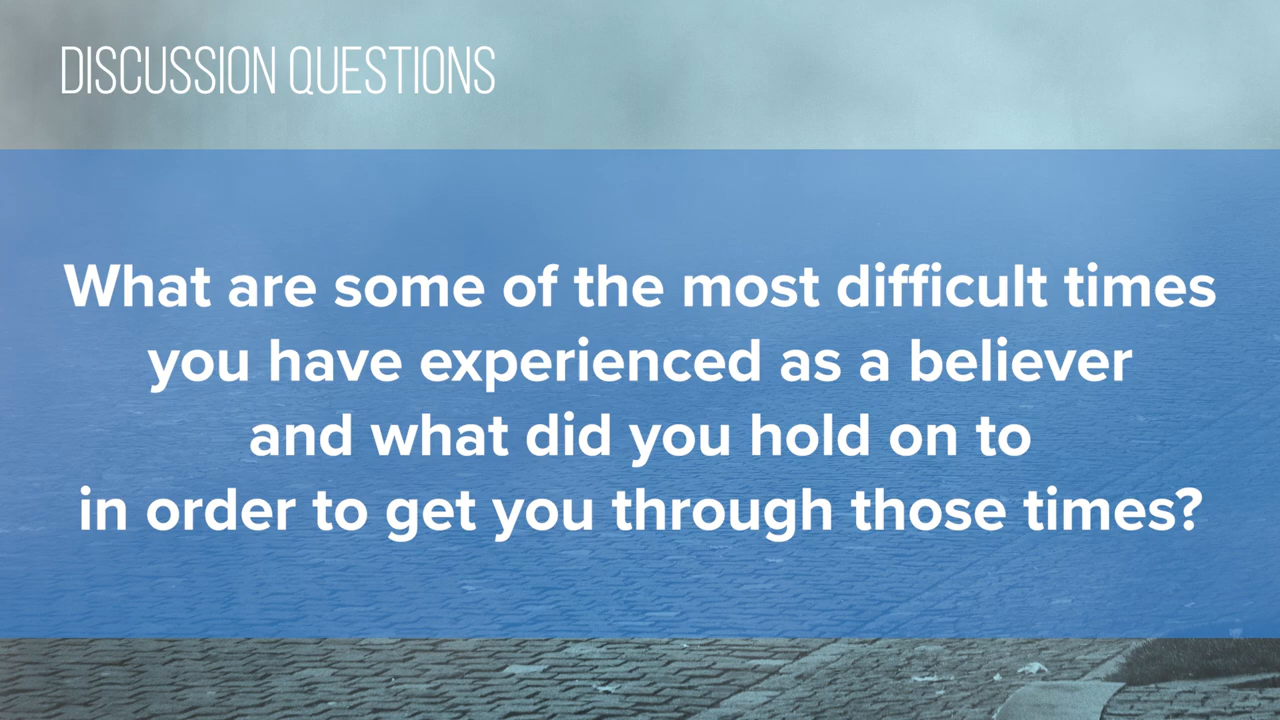 DISCUSSION QUESTIONS
What are some of the most difficult times
you have experienced as a believer
and what did you hold on to
in order to get you through those times?